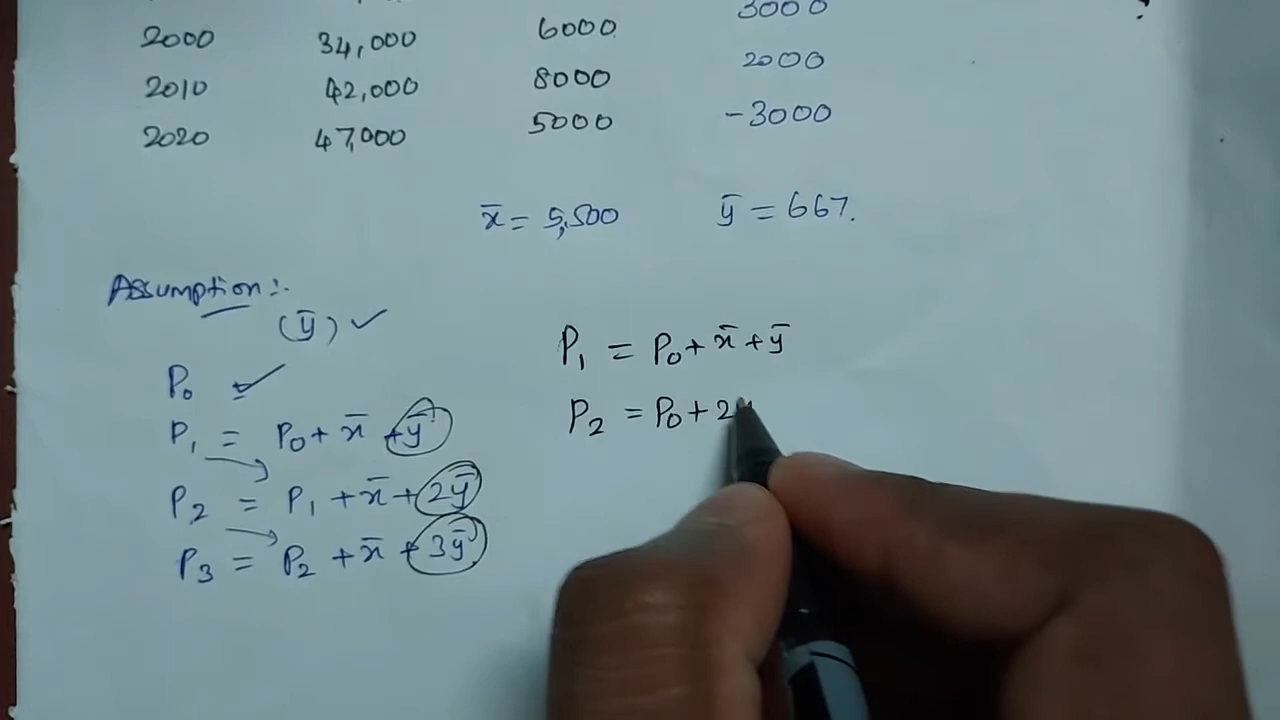 3000
2000 34,000 6000
2010 42,000 8000 2000
2020 47,000 5000 -3000
x̄ = 5,500 ȳ = 667.
Assumption :-
(ȳ) ✓
P₀ ✓
P₁ = P₀ + x̄ + ȳ
P₂ = P₁ + x̄ + 2ȳ
P₃ = P₂ + x̄ + 3ȳ
P₁ = P₀ + x̄ + ȳ
P₂ = P₀ + 2